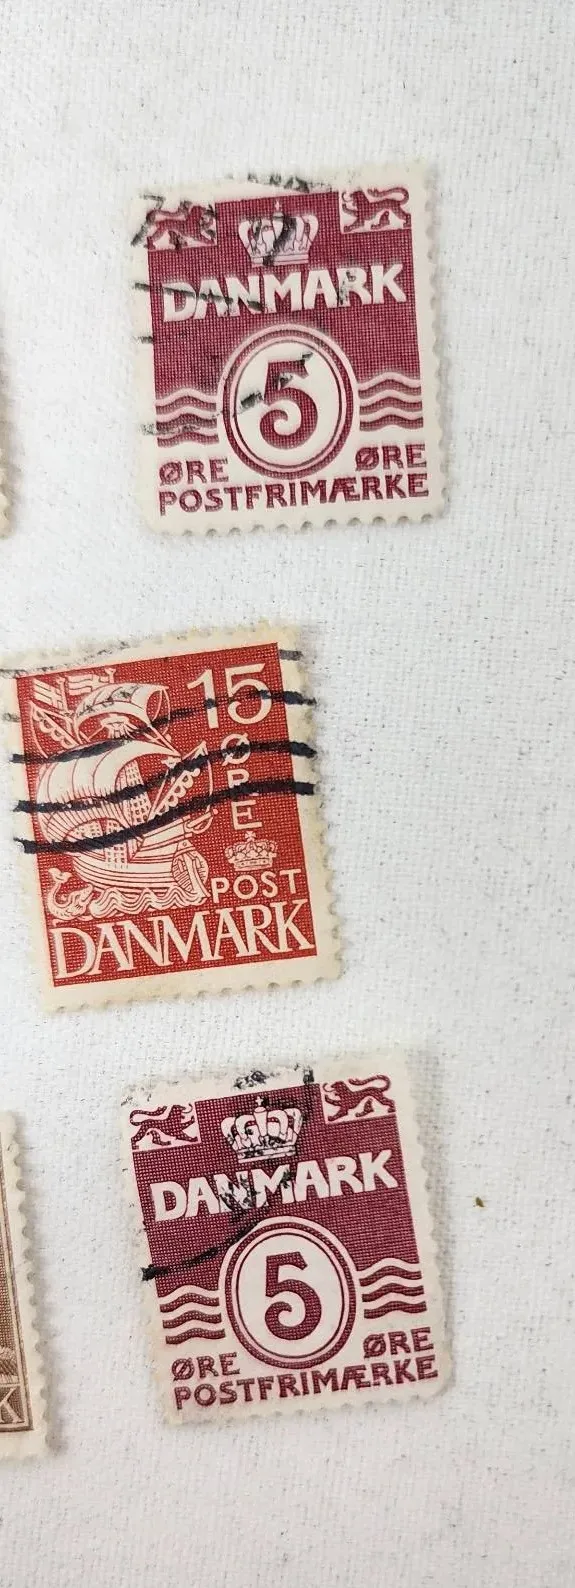 DANMARK
5
ØRE ØRE
POSTFRIMÆRKE
15
ØRE
POST
DANMARK
DANMARK
5
ØRE ØRE
POSTFRIMÆRKE
K